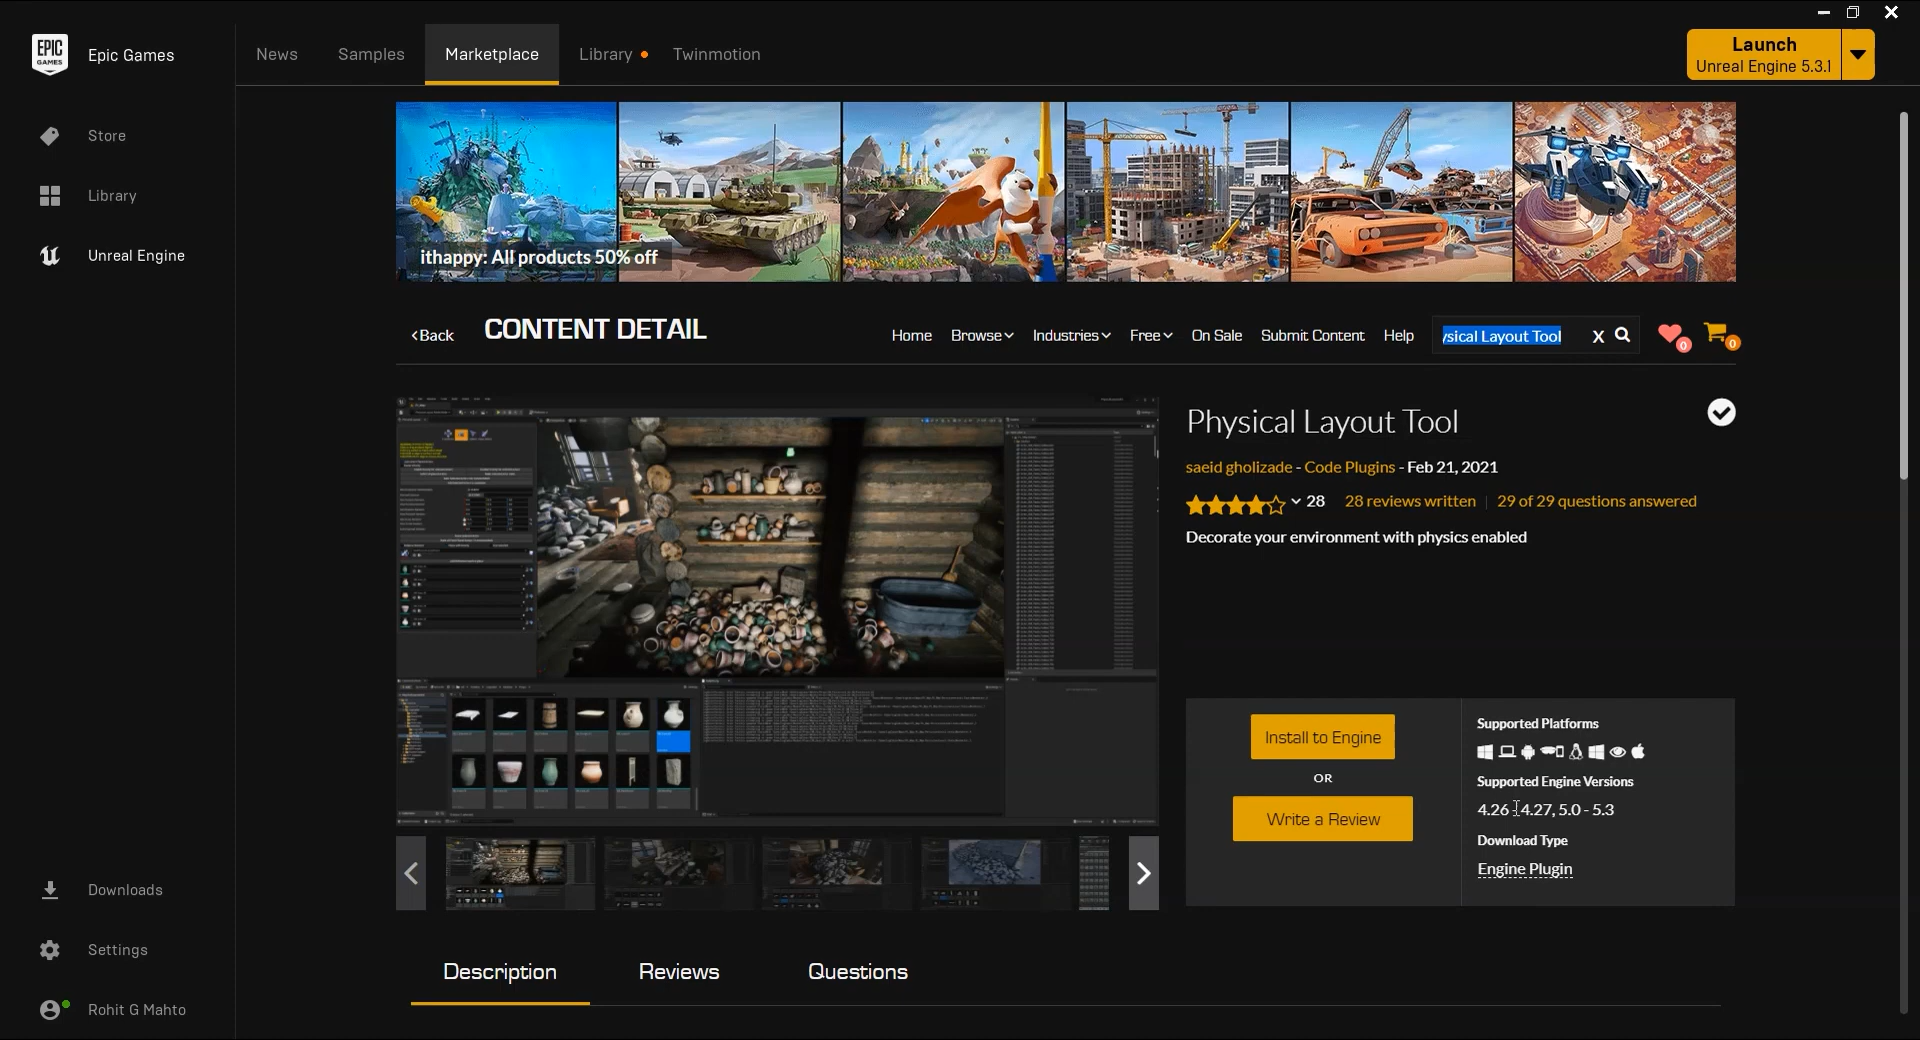 EPIC
GAMES
Epic Games
News
Samples
Marketplace
Library
Twinmotion
Launch
Unreal Engine 5.3.1
Store
Library
Unreal Engine
ithappy: All products 50% off
Back
CONTENT DETAIL
Home
Browse
Industries
Free
On Sale
Submit Content
Help
ysical Layout Tool
X
0
0
Physical Layout Tool
saeid gholizade - Code Plugins - Feb 21, 2021
28
28 reviews written
29 of 29 questions answered
Decorate your environment with physics enabled
Install to Engine
OR
Write a Review
Supported Platforms
Supported Engine Versions
4.26 - 4.27, 5.0 - 5.3
Download Type
Engine Plugin
Downloads
Settings
Rohit G Mahto
Description
Reviews
Questions